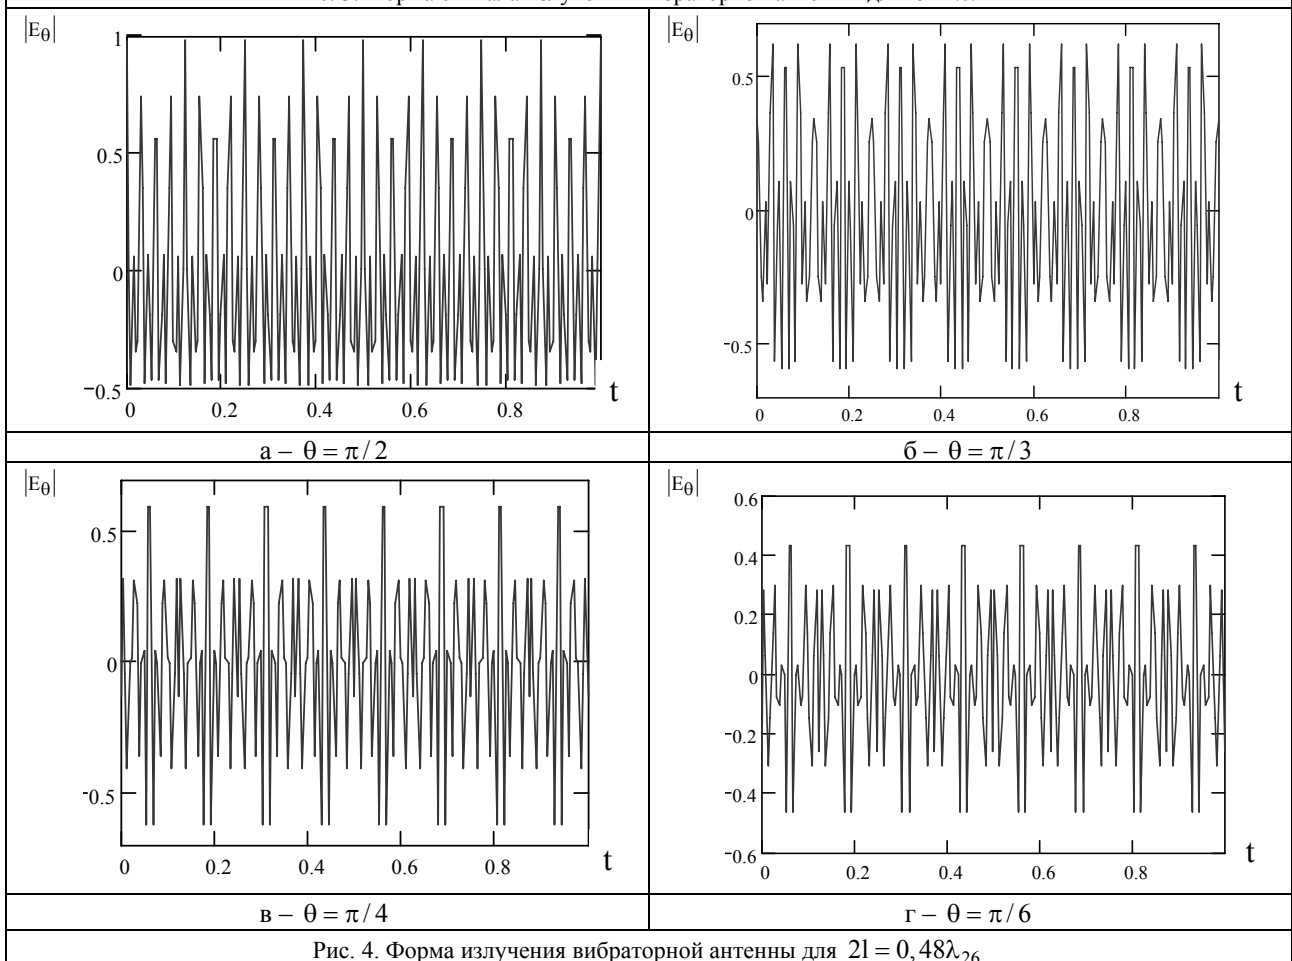 |Eθ|
1
0.5
0
−0.5
0 0.2 0.4 0.6 0.8
t
|Eθ|
0.5
0
−0.5
0 0.2 0.4 0.6 0.8
t
а – θ = π / 2
б – θ = π / 3
|Eθ|
0.5
0
−0.5
0 0.2 0.4 0.6 0.8
t
|Eθ|
0.6
0.4
0.2
0
−0.2
−0.4
−0.6
0 0.2 0.4 0.6 0.8
t
в – θ = π / 4
г – θ = π / 6
Рис. 4. Форма излучения вибраторной антенны для 2l = 0,48λ26